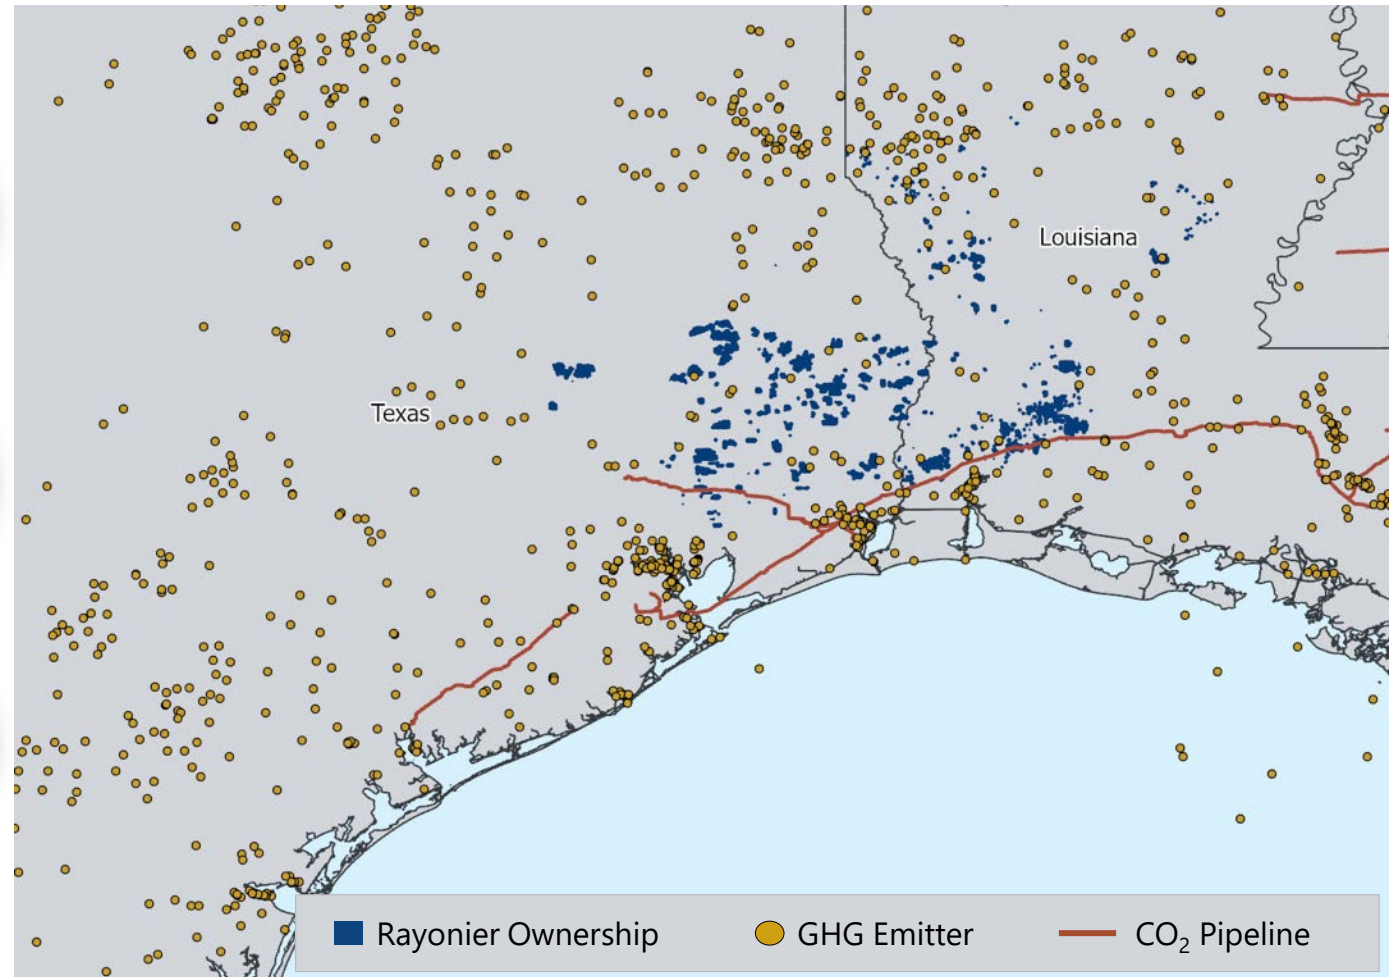 Louisiana
Texas
Rayonier Ownership
GHG Emitter
CO₂ Pipeline